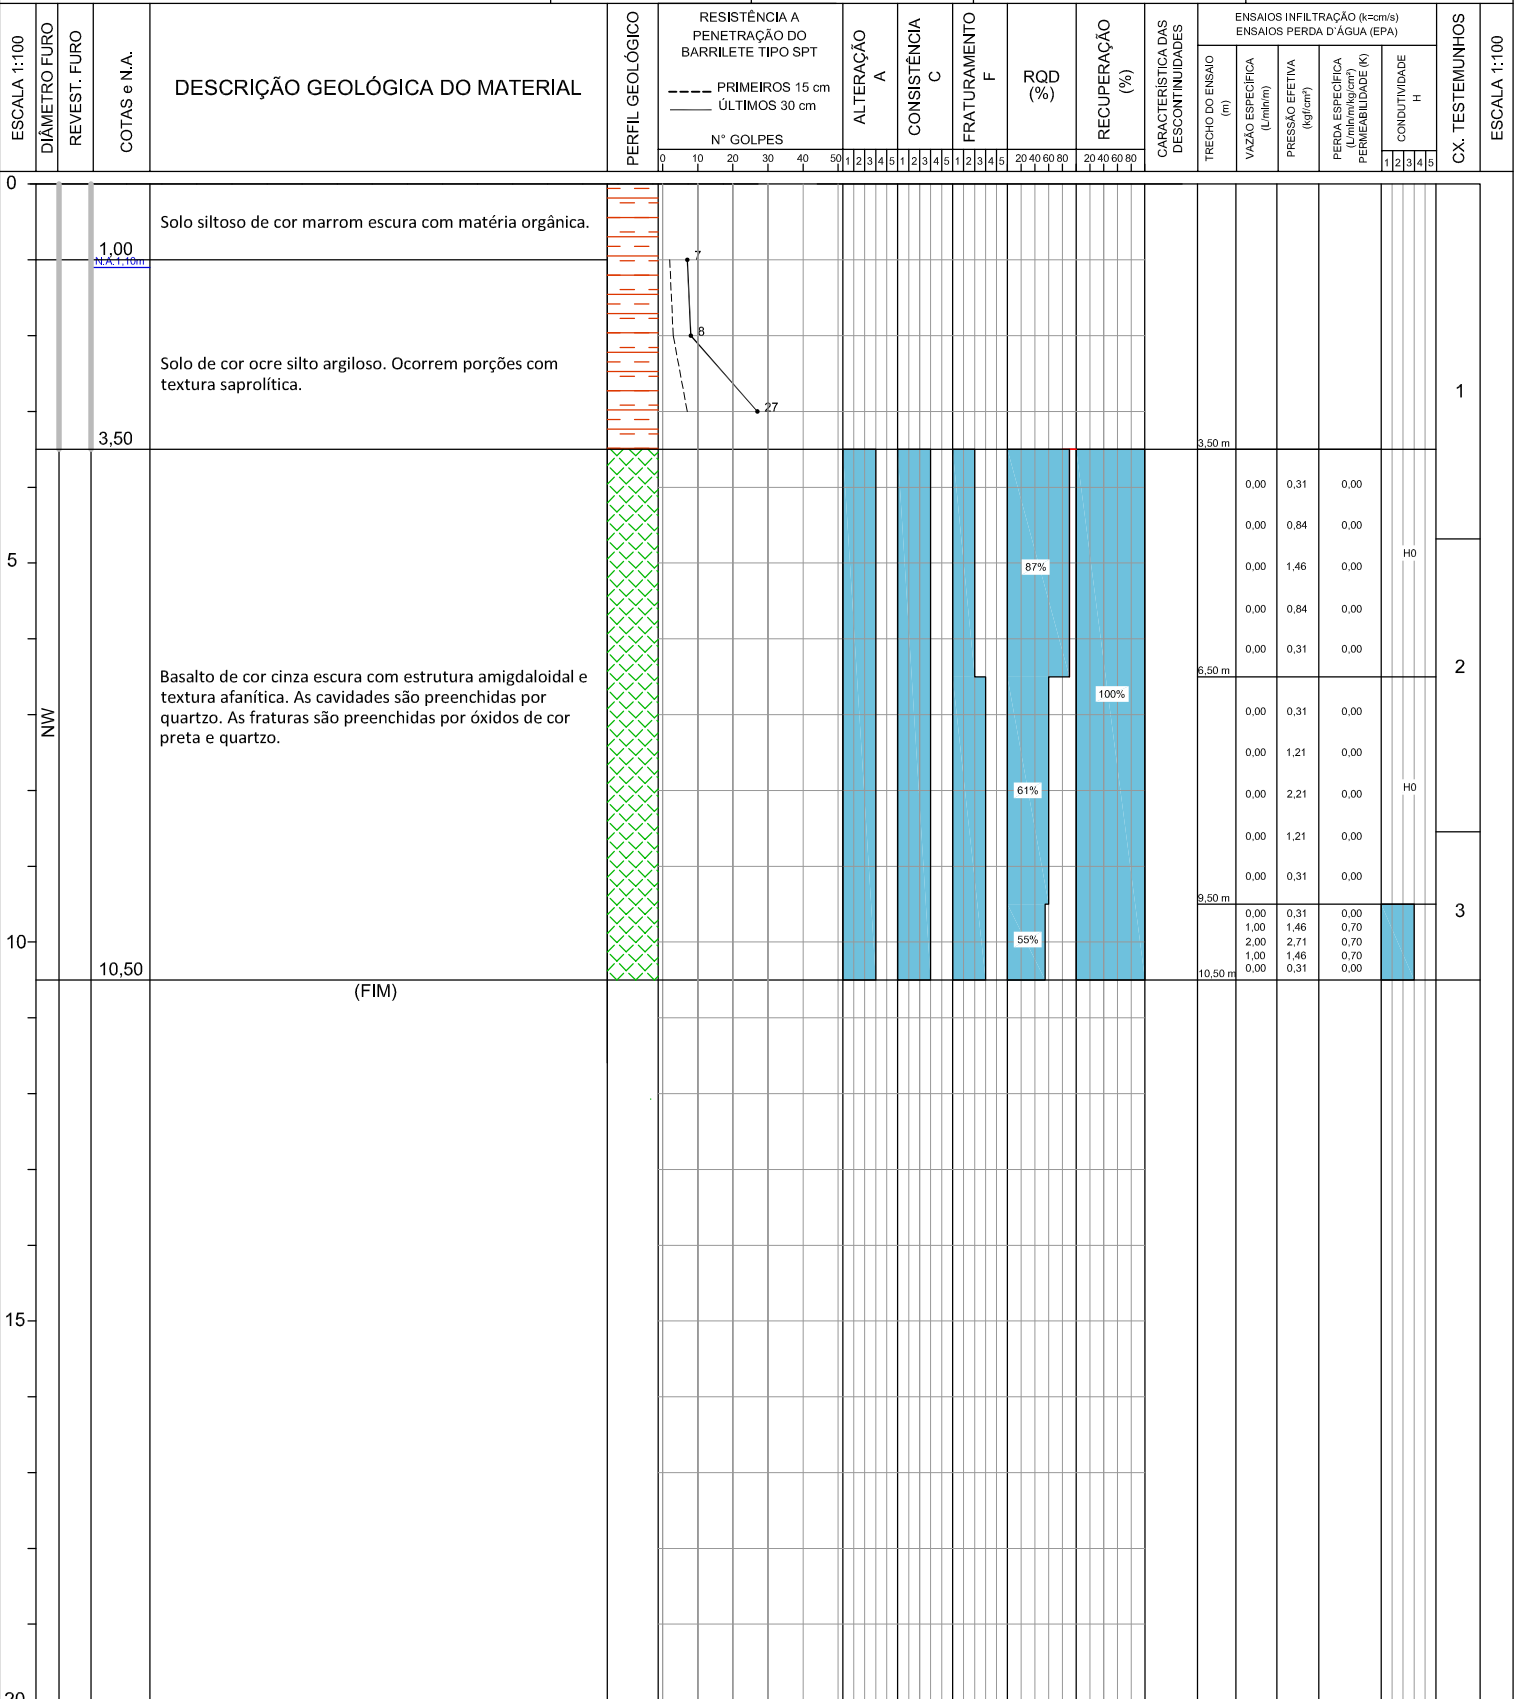 ESCALA 1:100
DIÂMETRO FURO
REVEST. FURO
COTAS e N.A.
DESCRIÇÃO GEOLÓGICA DO MATERIAL
PERFIL GEOLÓGICO
RESISTÊNCIA A
PENETRAÇÃO DO
BARRILETE TIPO SPT
PRIMEIROS 15 cm
ÚLTIMOS 30 cm
N° GOLPES
0 10 20 30 40 50
ALTERAÇÃO
A
1 2 3 4 5
CONSISTÊNCIA
C
1 2 3 4 5
FRATURAMENTO
F
1 2 3 4 5
RQD
(%)
20 40 60 80
RECUPERAÇÃO
(%)
20 40 60 80
CARACTERÍSTICA DAS
DESCONTINUIDADES
ENSAIOS INFILTRAÇÃO (k=cm/s)
ENSAIOS PERDA D`ÁGUA (EPA)
TRECHO DO ENSAIO
(m)
VAZÃO ESPECÍFICA
(L/min/m)
PRESSÃO EFETIVA
(kgf/cm²)
PERDA ESPECÍFICA
(L/min/m/kg/cm²)
PERMEABILIDADE (K)
CONDUTIVIDADE
H
1 2 3 4 5
CX. TESTEMUNHOS
ESCALA 1:100
0
Solo siltoso de cor marrom escura com matéria orgânica.
1,00
N.A. 1,10m
7
8
Solo de cor ocre silto argiloso. Ocorrem porções com
textura saprolítica.
1
27
3,50
3,50 m
0,00 0,31 0,00
0,00 0,84 0,00
H0
5
87%
0,00 1,46 0,00
0,00 0,84 0,00
0,00 0,31 0,00
6,50 m
2
Basalto de cor cinza escura com estrutura amigdaloidal e
textura afanítica. As cavidades são preenchidas por
quartzo. As fraturas são preenchidas por óxidos de cor
preta e quartzo.
NW
100%
0,00 0,31 0,00
0,00 1,21 0,00
61%
0,00 2,21 0,00
H0
0,00 1,21 0,00
0,00 0,31 0,00
9,50 m
3
0,00 0,31 0,00
1,00 1,46 0,70
10
55%
2,00 2,71 0,70
1,00 1,46 0,70
0,00 0,31 0,00
10,50
10,50 m
(FIM)
15
20